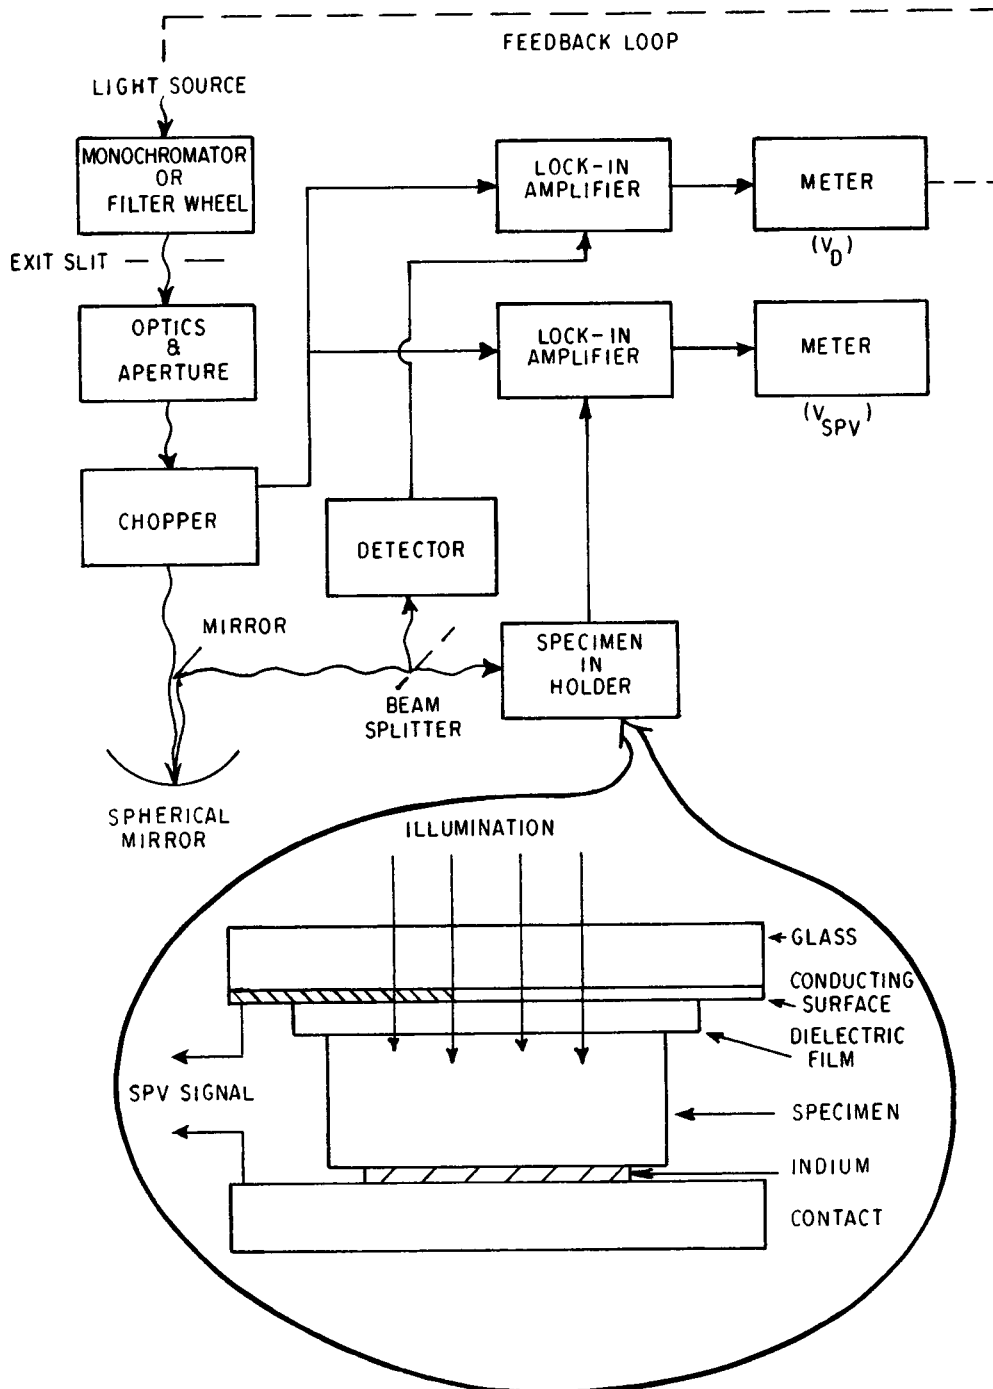 FEEDBACK LOOP
LIGHT SOURCE
MONOCHROMATOR
OR
FILTER WHEEL
LOCK-IN
AMPLIFIER
METER
(V_D)
EXIT SLIT
OPTICS
&
APERTURE
LOCK-IN
AMPLIFIER
METER
(V_SPV)
CHOPPER
DETECTOR
MIRROR
SPECIMEN
IN
HOLDER
BEAM
SPLITTER
SPHERICAL
MIRROR
ILLUMINATION
GLASS
CONDUCTING
SURFACE
DIELECTRIC
FILM
SPV SIGNAL
SPECIMEN
INDIUM
CONTACT